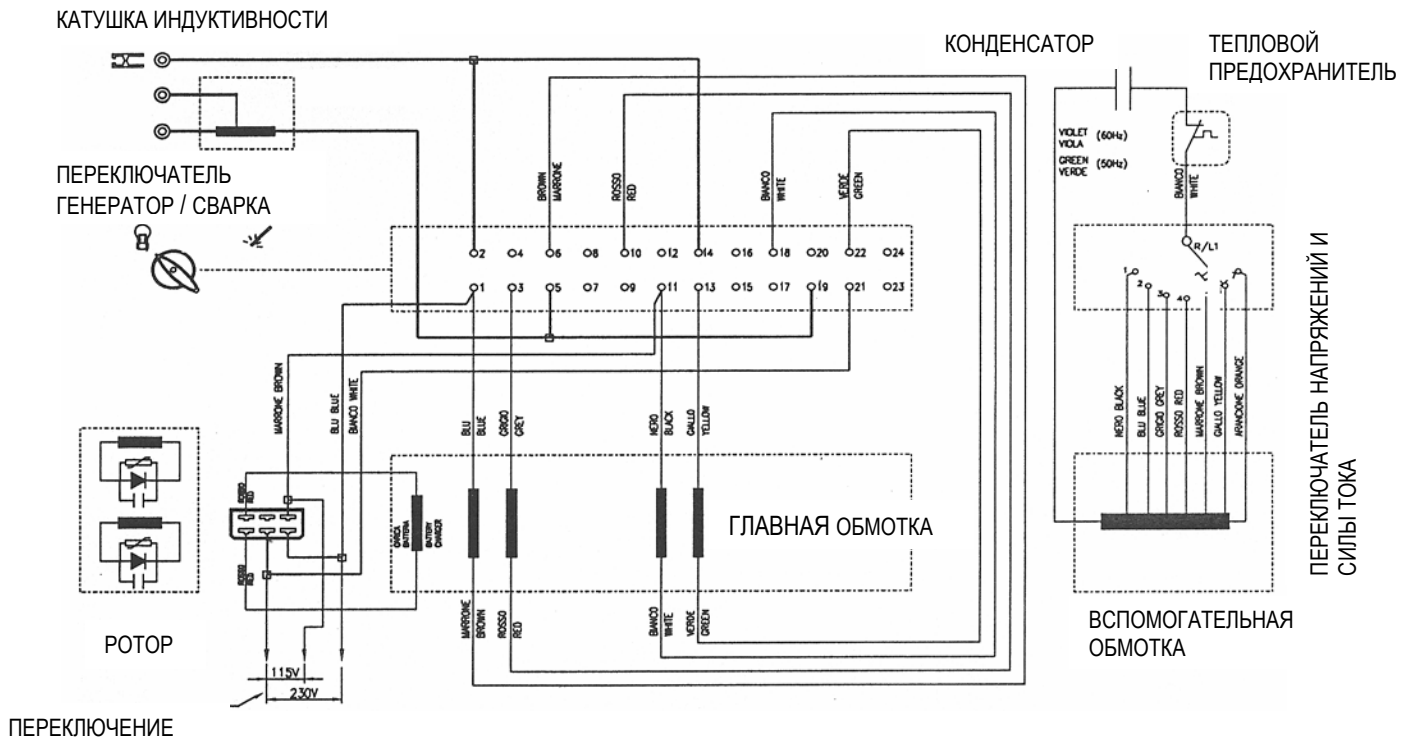 КАТУШКА ИНДУКТИВНОСТИ
КОНДЕНСАТОР
ТЕПЛОВОЙ
ПРЕДОХРАНИТЕЛЬ
VIOLET (60Hz)
VIOLA
GREEN (50Hz)
VERDE
BIANCO
WHITE
ПЕРЕКЛЮЧАТЕЛЬ
ГЕНЕРАТОР / СВАРКА
BROWN
MARRONE
ROSSO
RED
BIANCO
WHITE
VERDE
GREEN
2 4 6 8 10 12 14 16 18 20 22 24
1 3 5 7 9 11 13 15 17 19 21 23
R/L1
1 2 3 4
ПЕРЕКЛЮЧАТЕЛЬ НАПРЯЖЕНИЙ И
СИЛЫ ТОКА
MARRONE BROWN
BLU BLUE
BIANCO WHITE
BLU
BLUE
GRIGIO
GREY
NERO
BLACK
GIALLO
YELLOW
NERO BLACK
BLU BLUE
GRIGIO GREY
ROSSO RED
MARRONE BROWN
GIALLO YELLOW
ARANCIONE ORANGE
ROSSO
RED
ROSSO
RED
CARICA
BATTERIA
BATTERY
CHARGER
ГЛАВНАЯ ОБМОТКА
MARRONE
BROWN
ROSSO
RED
BIANCO
WHITE
VERDE
GREEN
РОТОР
ВСПОМОГАТЕЛЬНАЯ
ОБМОТКА
115V
230V
ПЕРЕКЛЮЧЕНИЕ